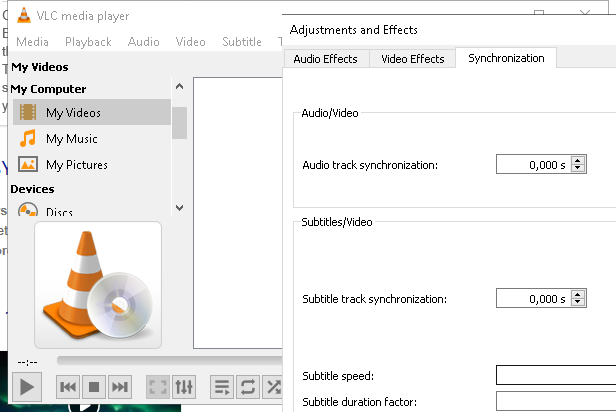 VLC media player
Media Playback Audio Video Subtitle
My Videos
My Computer
My Videos
My Music
My Pictures
Devices
Discs
--:--
Adjustments and Effects
Audio Effects Video Effects Synchronization
Audio/Video
Audio track synchronization: 0,000 s
Subtitles/Video
Subtitle track synchronization: 0,000 s
Subtitle speed:
Subtitle duration factor: